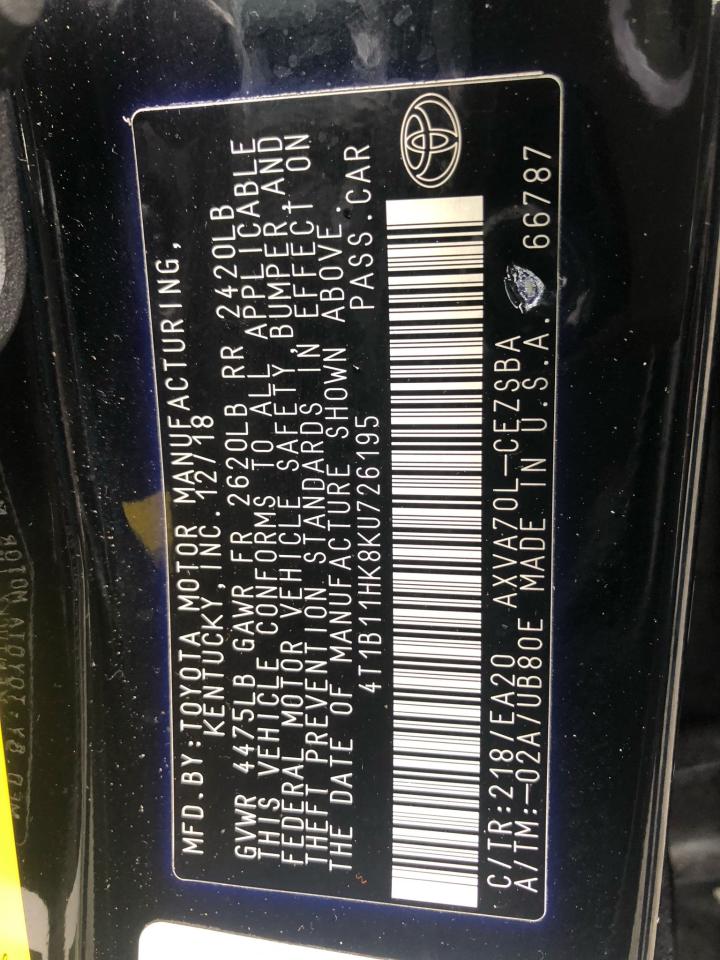 MFD.BY:TOYOTA MOTOR MANUFACTURING,
KENTUCKY, INC. 12/18
GVWR 4475LB GAWR FR 2620LB RR 2420LB
THIS VEHICLE CONFORMS TO ALL APPLICABLE
FEDERAL MOTOR VEHICLE SAFETY, BUMPER, AND
THEFT PREVENTION STANDARDS IN EFFECT ON
THE DATE OF MANUFACTURE SHOWN ABOVE.
4T1B11HK8KU726195 PASS.CAR
C/TR:218/EA20 AXVA70L-CEZSBA
A/TM:-02A/UB80E MADE IN U.S.A. 66787